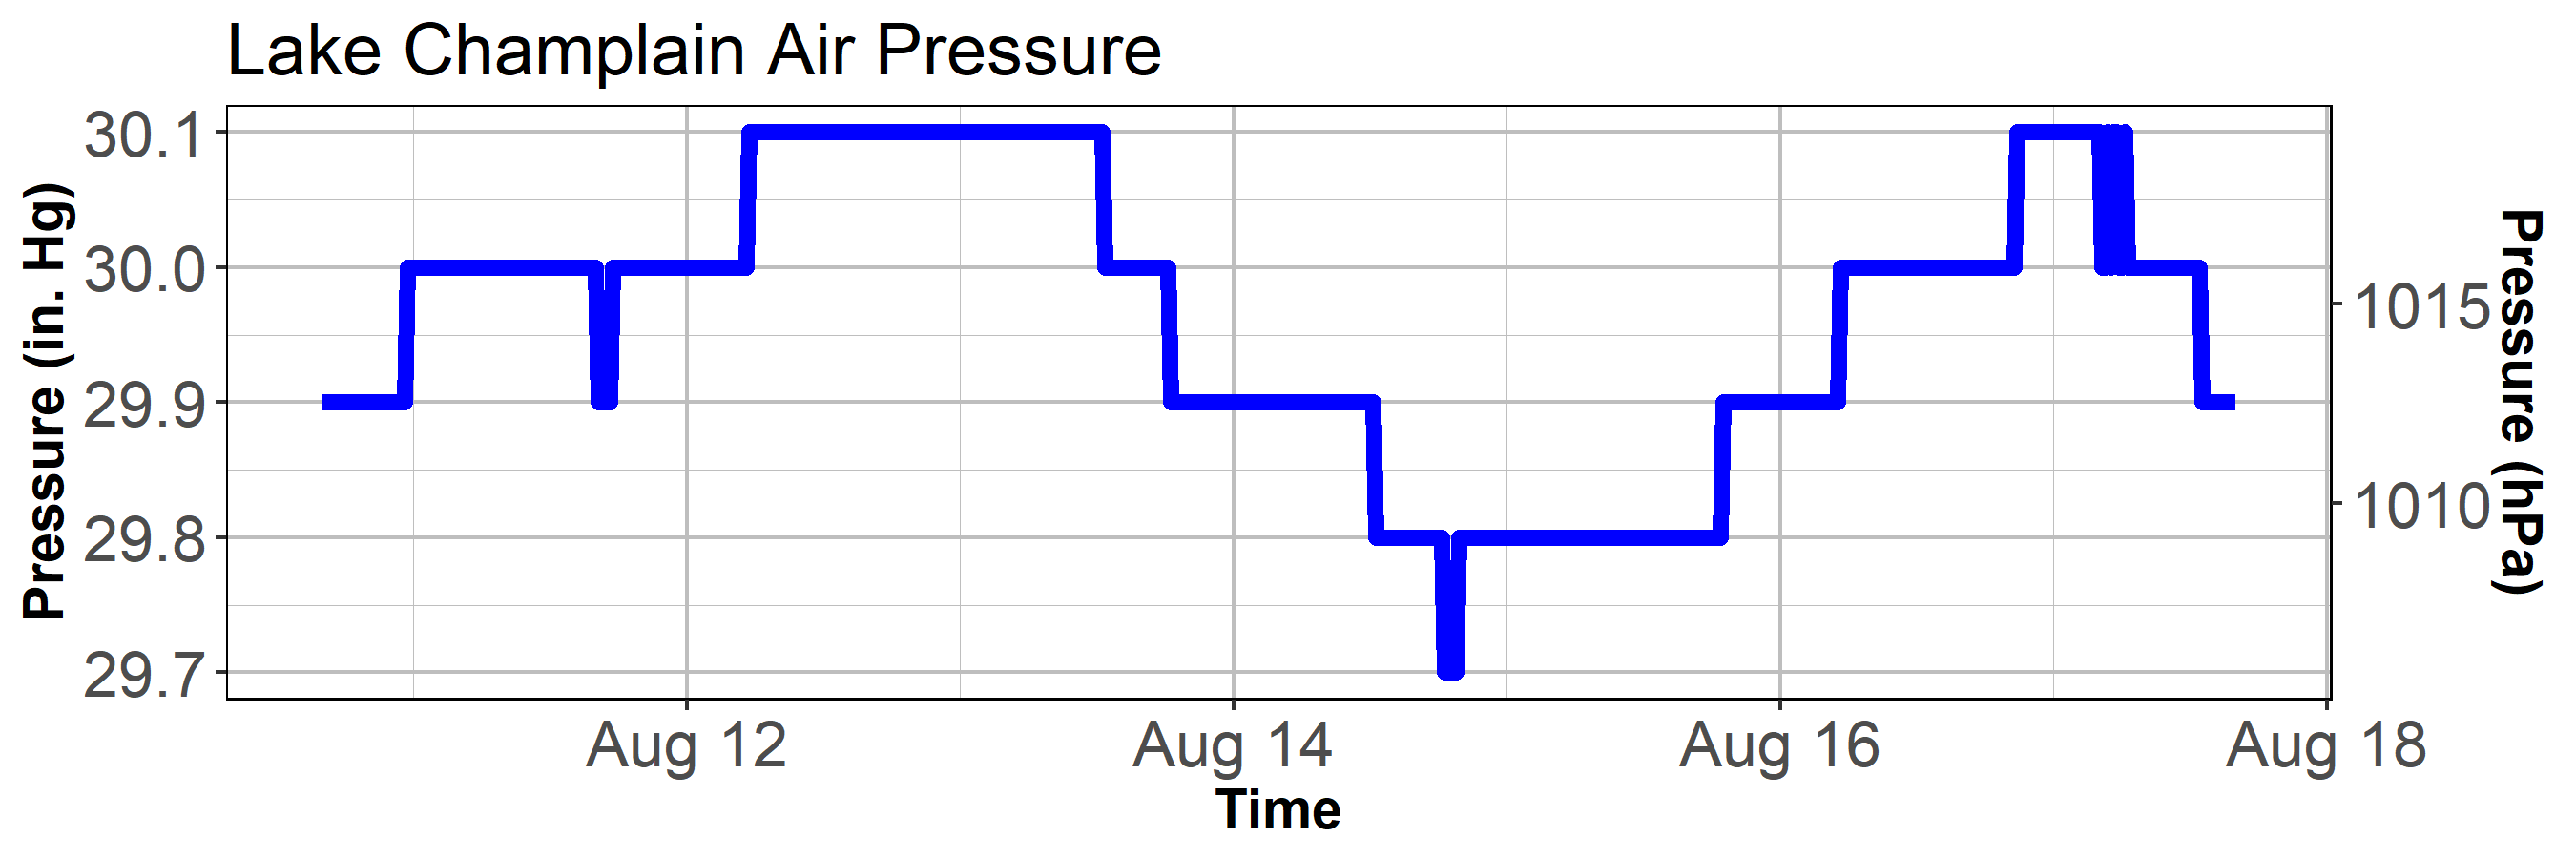 Lake Champlain Air Pressure
30.1
30.0
29.9
29.8
29.7
Pressure (in. Hg)
1015
1010
Pressure (hPa)
Aug 12
Aug 14
Aug 16
Aug 18
Time